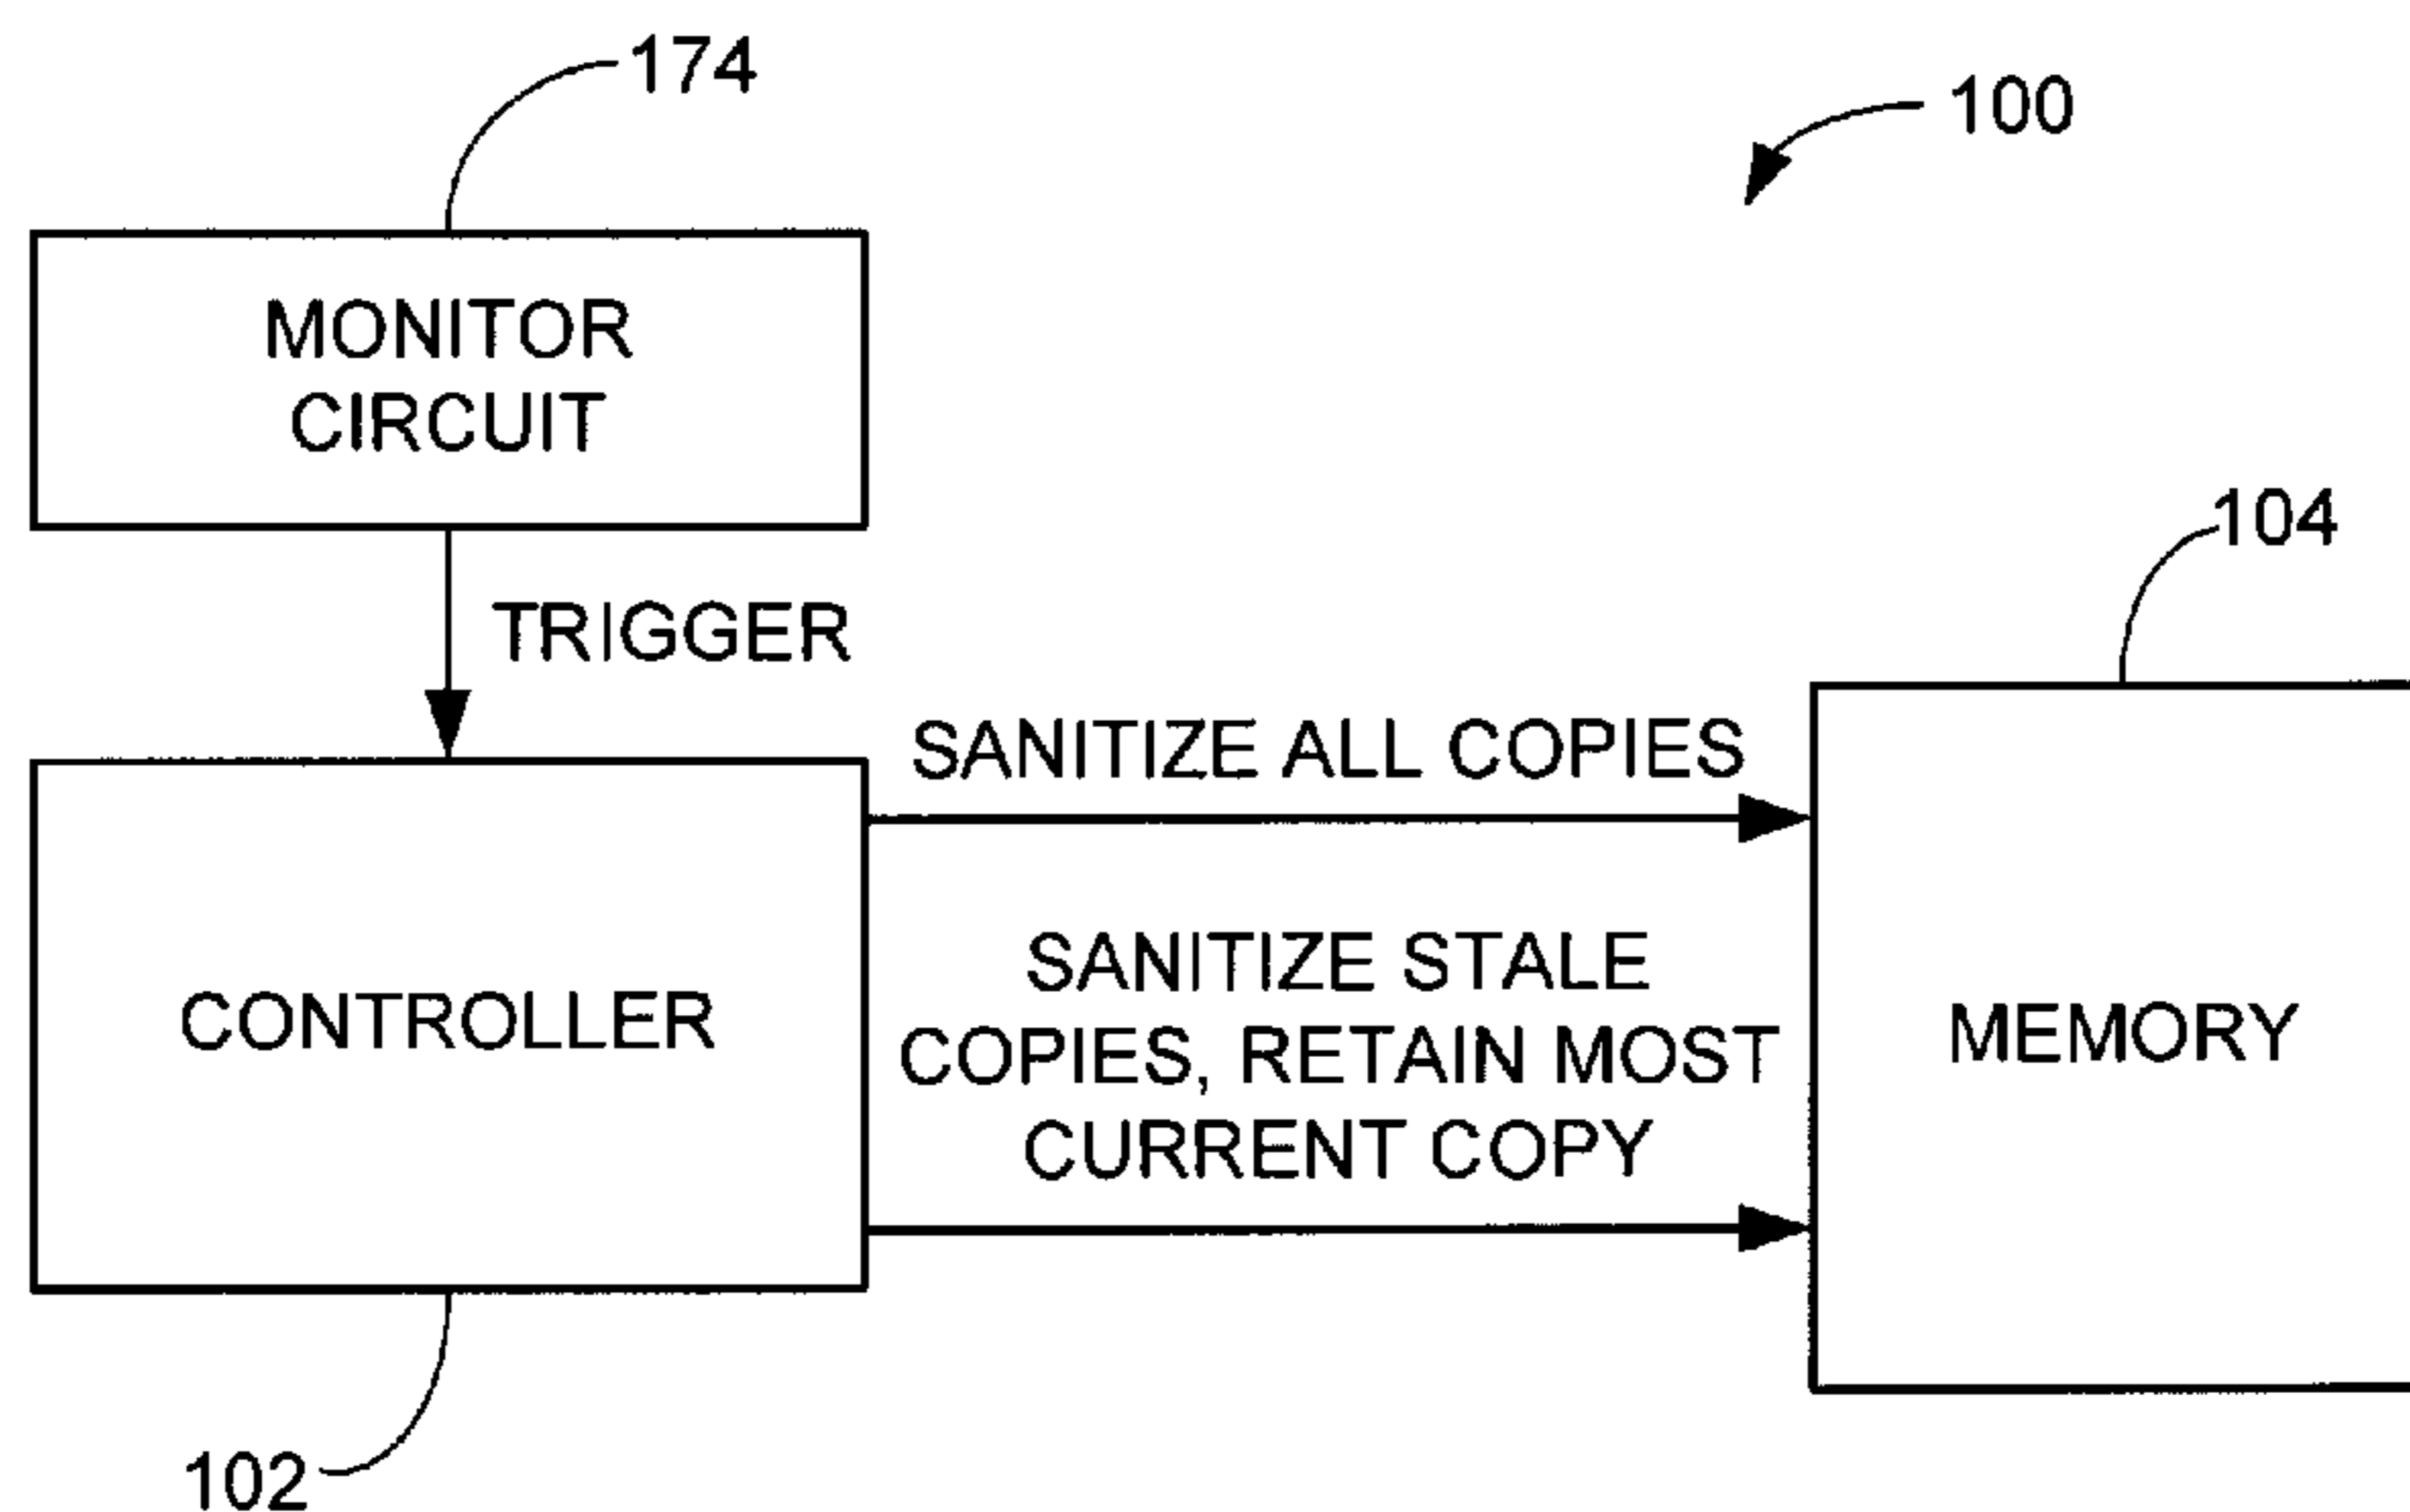 174
100
MONITOR
CIRCUIT
104
TRIGGER
SANITIZE ALL COPIES
CONTROLLER
SANITIZE STALE
COPIES, RETAIN MOST
CURRENT COPY
MEMORY
102